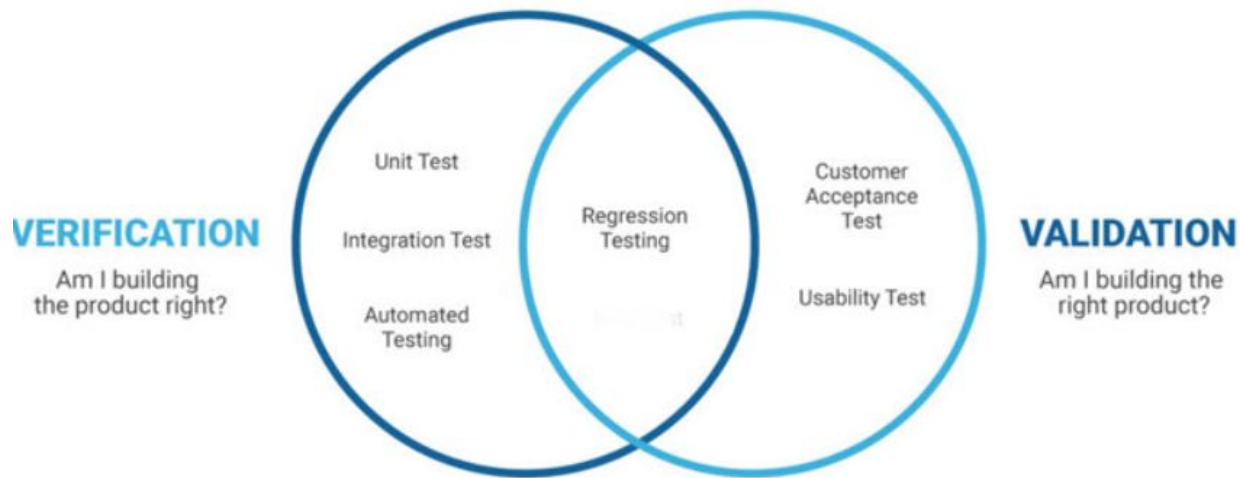 VERIFICATION
Am I building
the product right?
Unit Test
Integration Test
Automated
Testing
Regression
Testing
Customer
Acceptance
Test
Usability Test
VALIDATION
Am I building the
right product?